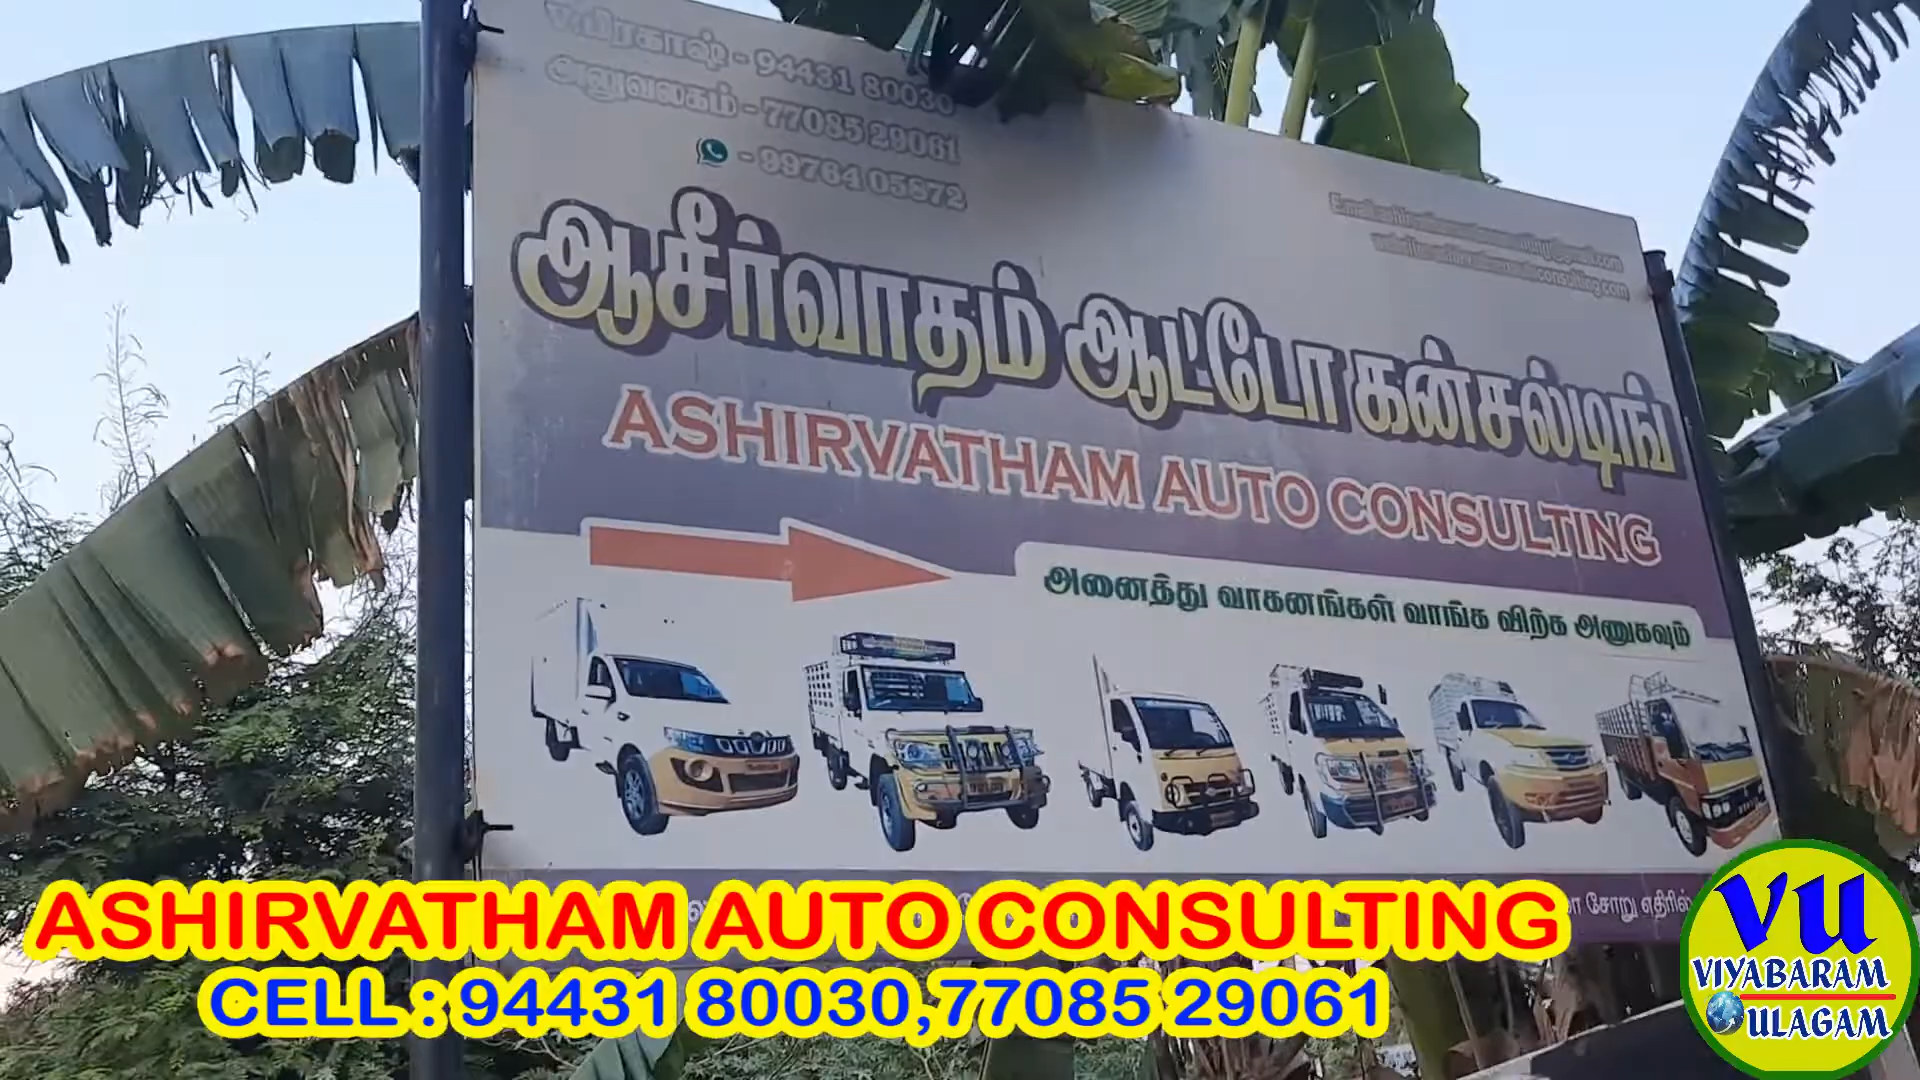 - 94431 80030
அலுவலகம் - 77085 29061
- 99764 05872
ஆசீர்வாதம் ஆட்டோ கன்சல்டிங்
ASHIRVATHAM AUTO CONSULTING
அனைத்து வாகனங்கள் வாங்க விற்க அணுகவும்
சோறு எதிரில்
ASHIRVATHAM AUTO CONSULTING
CELL : 94431 80030,77085 29061
VU
VIYABARAM
ULAGAM